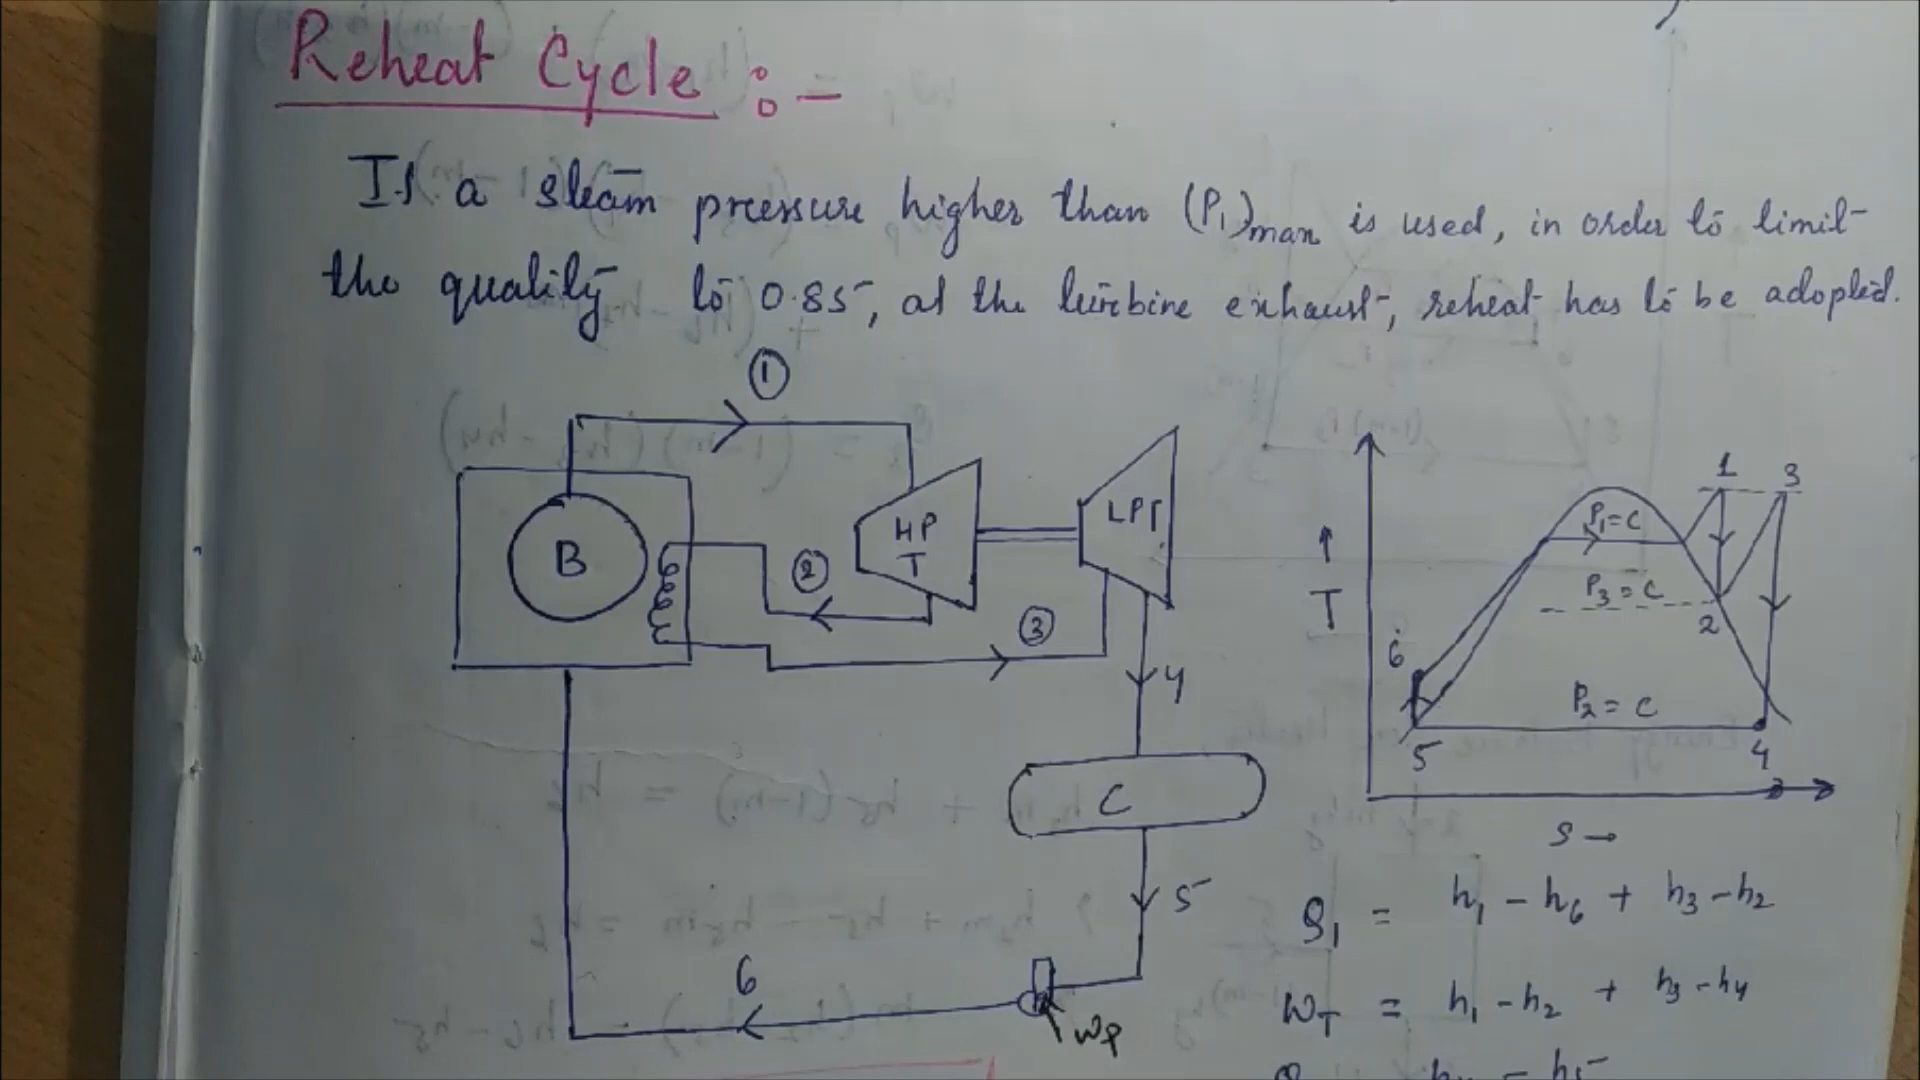 Reheat Cycle :-
If a steam pressure higher than (P₁)max is used, in order to limit
the quality to 0.85, at the turbine exhaust, reheat has to be adopted.
①
B
HP
T
LPT
②
③
4
C
5
6
Wp
↑
T
1
3
P₁ = C
P₃ = C
2
6
P₂ = C
5
4
S →
Q₁ = h₁ - h₆ + h₃ - h₂
W_T = h₁ - h₂ + h₃ - h₄